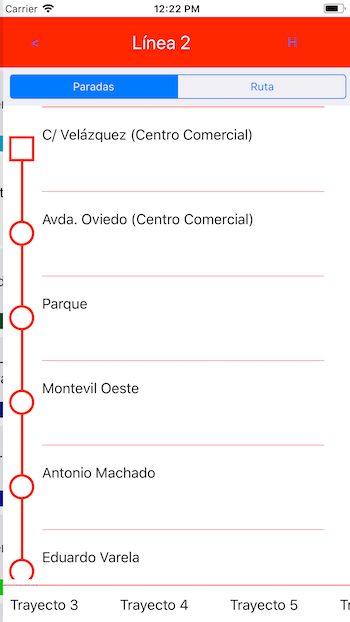 Carrier 12:22 PM
< Línea 2 H
Paradas Ruta
C/ Velázquez (Centro Comercial)
Avda. Oviedo (Centro Comercial)
Parque
Montevil Oeste
Antonio Machado
Eduardo Varela
Trayecto 3 Trayecto 4 Trayecto 5